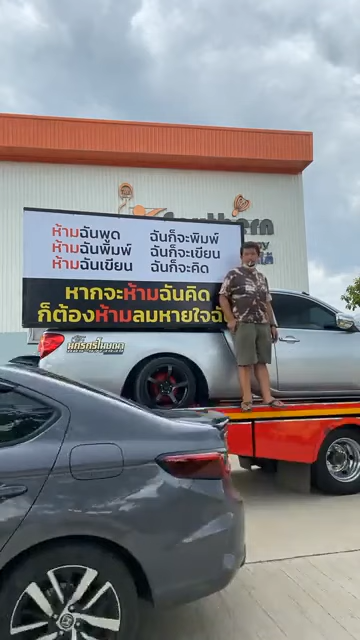 Southern
ห้ามฉันพูด ฉันก็จะพิมพ์
ห้ามฉันพิมพ์ ฉันก็จะเขียน
ห้ามฉันเขียน ฉันก็จะคิด
หากจะห้ามฉันคิด
ก็ต้องห้ามลมหายใจฉั